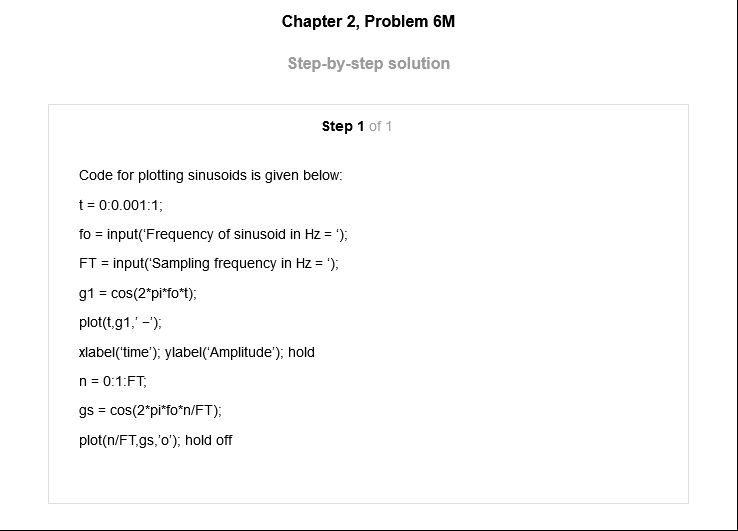 Chapter 2, Problem 6M
Step-by-step solution
Step 1 of 1
Code for plotting sinusoids is given below:
t = 0:0.001:1;
fo = input(‘Frequency of sinusoid in Hz = ‘);
FT = input(‘Sampling frequency in Hz = ‘);
g1 = cos(2*pi*fo*t);
plot(t,g1,’ –’);
xlabel(‘time’); ylabel(‘Amplitude’); hold
n = 0:1:FT;
gs = cos(2*pi*fo*n/FT);
plot(n/FT,gs,’o’); hold off